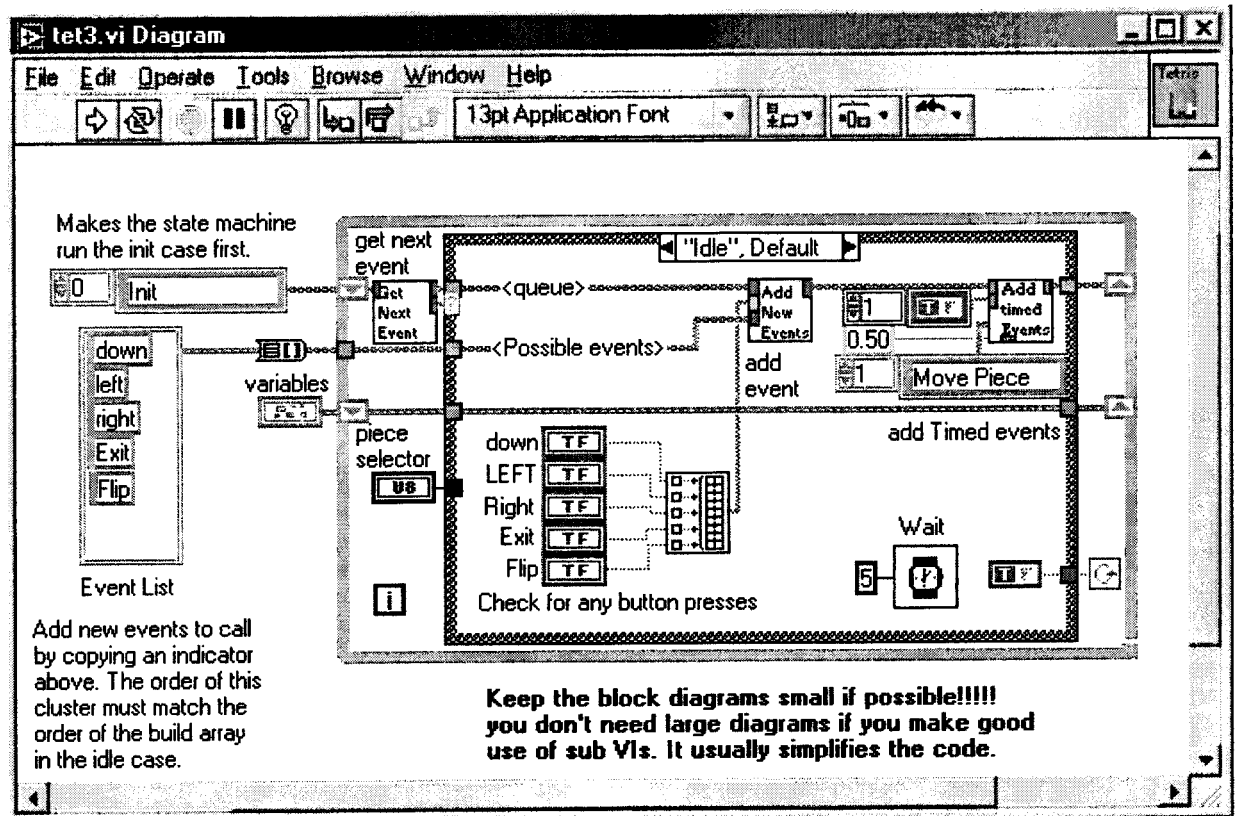 tet3.vi Diagram
File Edit Operate Tools Browse Window Help
Tetris
13pt Application Font
Makes the state machine
run the init case first.
0 Init
get next
event
Get
Next
Event
"Idle", Default
<queue>
Add
New
Events
add
event
1 T F
0.50
1 Move Piece
Add
timed
Events
add Timed events
<Possible events>
down
left
right
Exit
Flip
Event List
variables
piece
selector
U8
i
down TF
LEFT TF
Right TF
Exit TF
Flip TF
Check for any button presses
Wait
5
T F
Add new events to call
by copying an indicator
above. The order of this
cluster must match the
order of the build array
in the idle case.
Keep the block diagrams small if possible!!!!!
you don't need large diagrams if you make good
use of sub VIs. It usually simplifies the code.